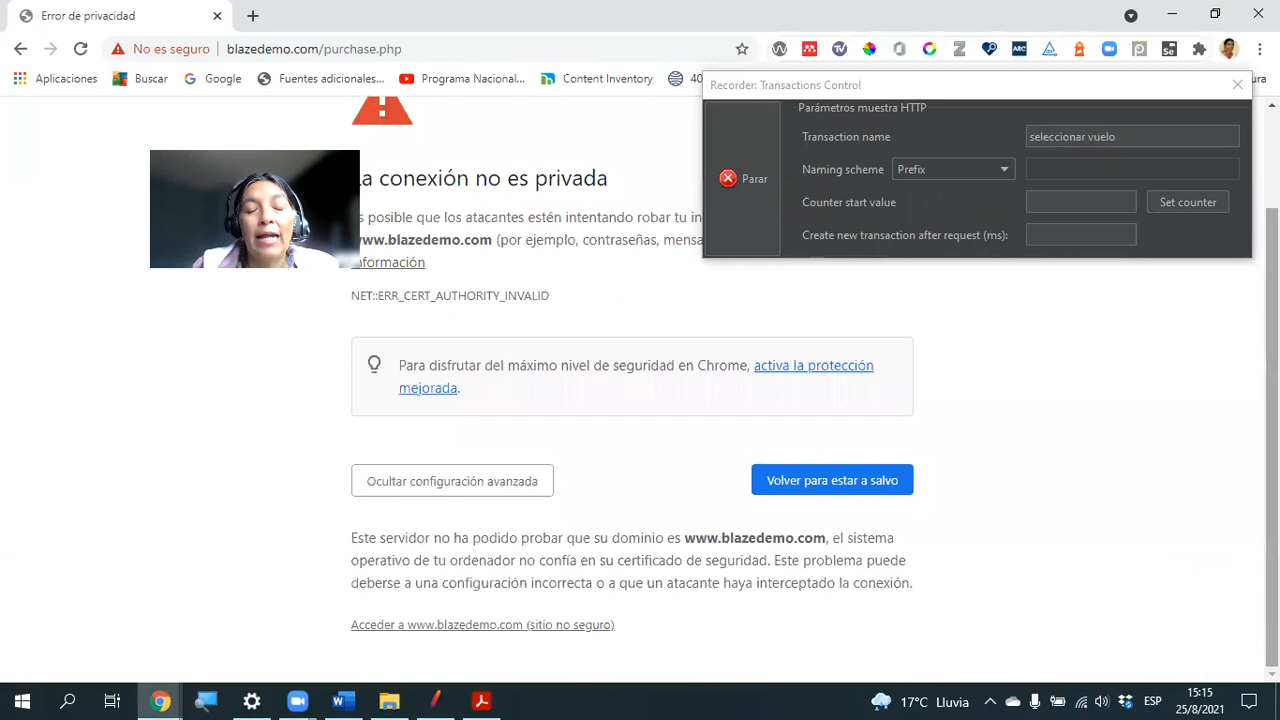 Error de privacidad
No es seguro
blazedemo.com/purchase.php
Aplicaciones
Buscar
Google
Fuentes adicionales...
Programa Nacional...
Content Inventory
Recorder: Transactions Control
Parámetros muestra HTTP
Transaction name
seleccionar vuelo
Naming scheme
Prefix
Parar
Counter start value
Set counter
Create new transaction after request (ms):
La conexión no es privada
posible que los atacantes estén intentando robar tu
www.blazedemo.com (por ejemplo, contraseñas,
información
NET::ERR_CERT_AUTHORITY_INVALID
Para disfrutar del máximo nivel de seguridad en Chrome, activa la protección
mejorada.
Ocultar configuración avanzada
Volver para estar a salvo
Este servidor no ha podido probar que su dominio es www.blazedemo.com, el sistema
operativo de tu ordenador no confía en su certificado de seguridad. Este problema puede
deberse a una configuración incorrecta o a que un atacante haya interceptado la conexión.
Acceder a www.blazedemo.com (sitio no seguro)
17°C Lluvia
ESP
15:15
25/8/2021